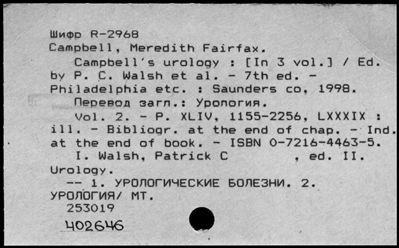 Шифр R-2968
Campbell, Meredith Fairfax.
Campbell's urology : [In 3 vol.] / Ed.
by P. C. Walsh et al. - 7th ed. -
Philadelphia etc. : Saunders co, 1998.
Перевод загл.: Урология.
Vol. 2. - P. XLIV, 1155-2256, LXXXIX :
ill. - Bibliogr. at the end of chap. - Ind.
at the end of book. - ISBN 0-7216-4463-5.
I. Walsh, Patrick C , ed. II.
Urology.
-- 1. УРОЛОГИЧЕСКИЕ БОЛЕЗНИ. 2.
УРОЛОГИЯ/ МТ.
253019
402646